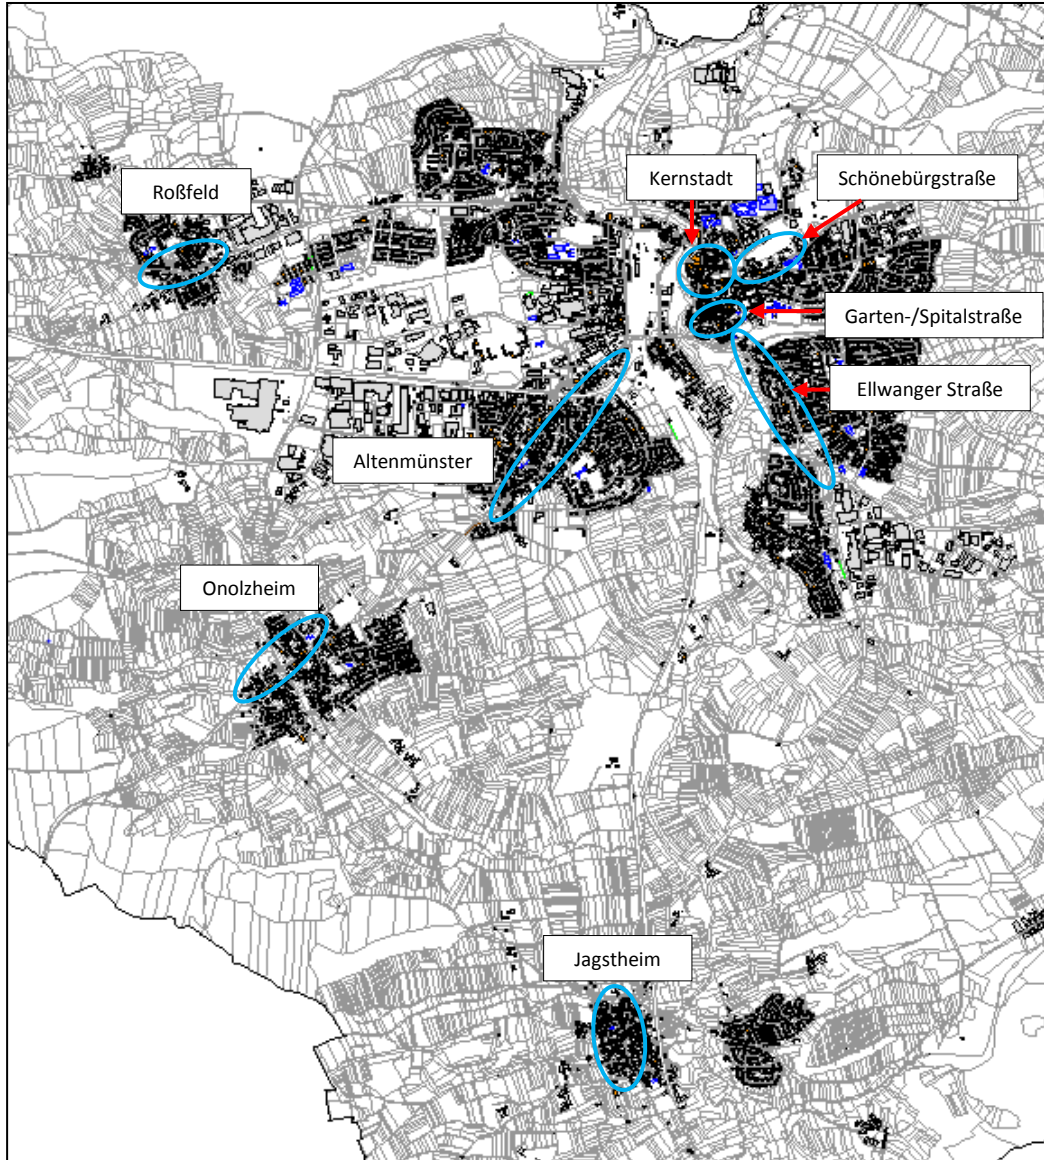 Kernstadt
Schönebürgstraße
Roßfeld
Garten-/Spitalstraße
Ellwanger Straße
Altenmünster
Onolzheim
Jagstheim